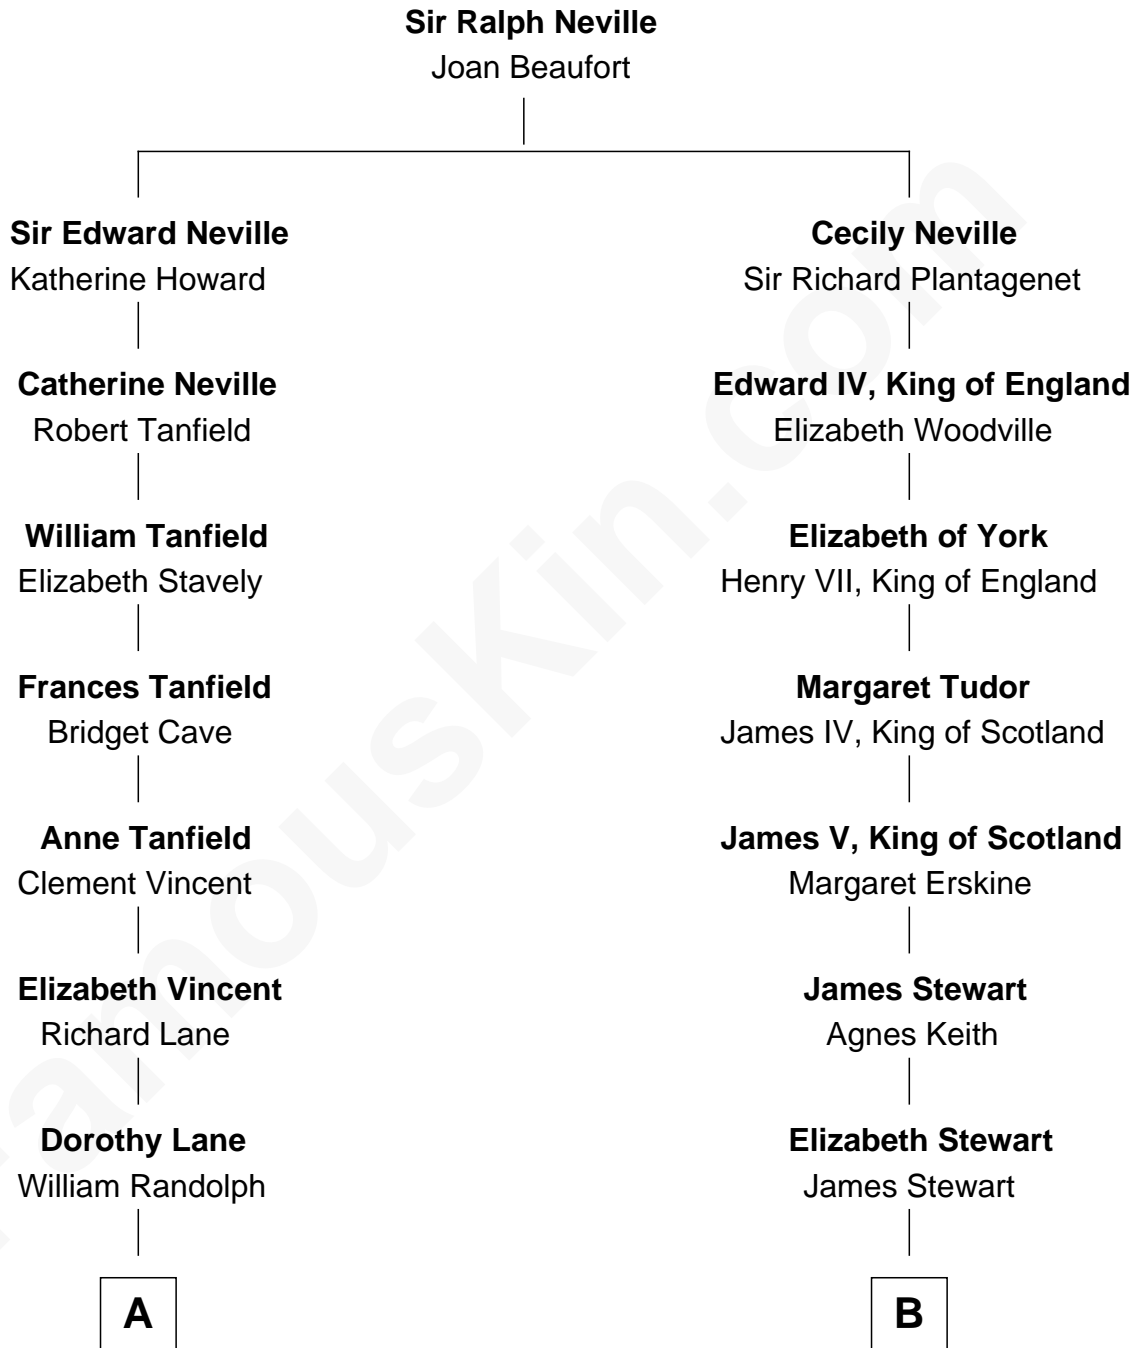 Sir Ralph Neville
Joan Beaufort
Sir Edward Neville
Katherine Howard
Cecily Neville
Sir Richard Plantagenet
Catherine Neville
Robert Tanfield
Edward IV, King of England
Elizabeth Woodville
William Tanfield
Elizabeth Stavely
Elizabeth of York
Henry VII, King of England
Frances Tanfield
Bridget Cave
Margaret Tudor
James IV, King of Scotland
Anne Tanfield
Clement Vincent
James V, King of Scotland
Margaret Erskine
Elizabeth Vincent
Richard Lane
James Stewart
Agnes Keith
Dorothy Lane
William Randolph
Elizabeth Stewart
James Stewart
A
B
FamousKin.com